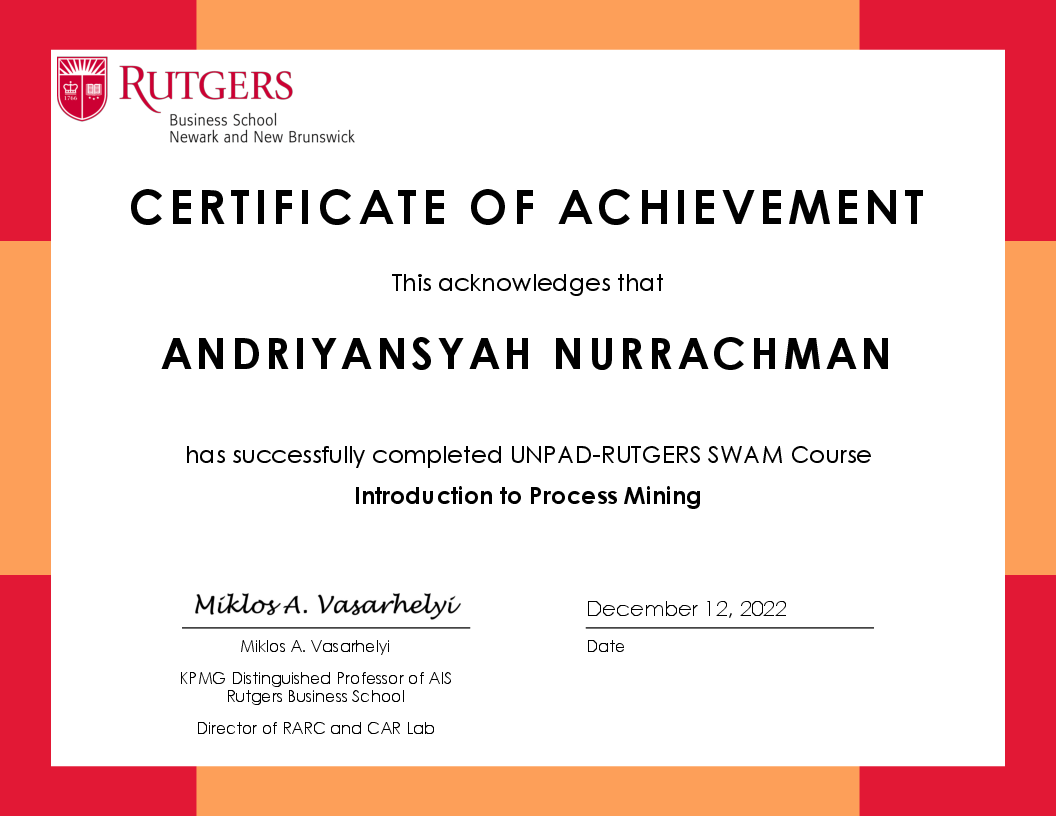 1766
RUTGERS
Business School
Newark and New Brunswick
CERTIFICATE OF ACHIEVEMENT
This acknowledges that
ANDRIYANSYAH NURRACHMAN
has successfully completed UNPAD-RUTGERS SWAM Course
Introduction to Process Mining
Miklos A. Vasarhelyi
December 12, 2022
Miklos A. Vasarhelyi
Date
KPMG Distinguished Professor of AIS
Rutgers Business School
Director of RARC and CAR Lab